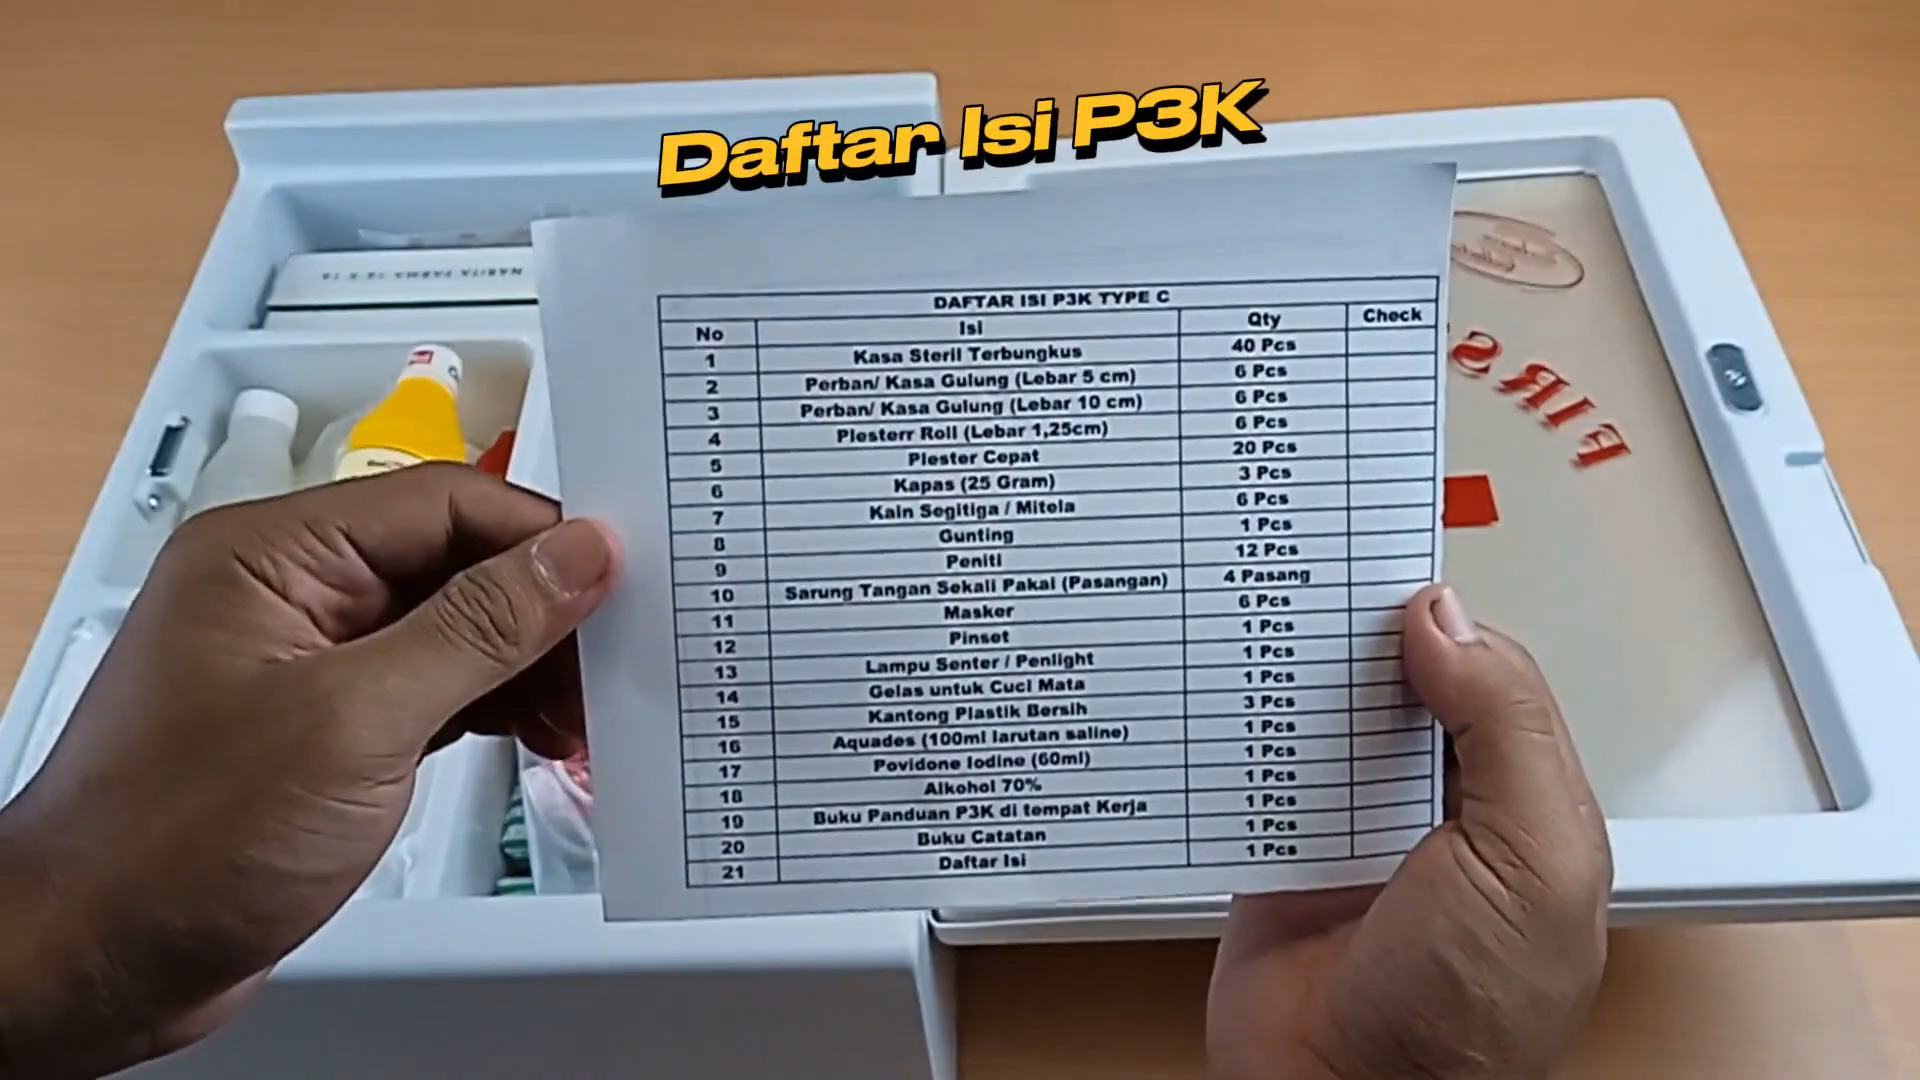 Daftar Isi P3K
DAFTAR ISI P3K TYPE C
No Isi Qty Check
1 Kasa Steril Terbungkus 40 Pcs
2 Perban/ Kasa Gulung (Lebar 5 cm) 6 Pcs
3 Perban/ Kasa Gulung (Lebar 10 cm) 6 Pcs
4 Plesterr Roll (Lebar 1,25cm) 6 Pcs
5 Plester Cepat 20 Pcs
6 Kapas (25 Gram) 3 Pcs
7 Kain Segitiga / Mitela 6 Pcs
8 Gunting 1 Pcs
9 Peniti 12 Pcs
10 Sarung Tangan Sekali Pakai (Pasangan) 4 Pasang
11 Masker 6 Pcs
12 Pinset 1 Pcs
13 Lampu Senter / Penlight 1 Pcs
14 Gelas untuk Cuci Mata 1 Pcs
15 Kantong Plastik Bersih 3 Pcs
16 Aquades (100ml larutan saline) 1 Pcs
17 Povidone Iodine (60ml) 1 Pcs
18 Alkohol 70% 1 Pcs
19 Buku Panduan P3K di tempat Kerja 1 Pcs
20 Buku Catatan 1 Pcs
21 Daftar Isi 1 Pcs
FIRS